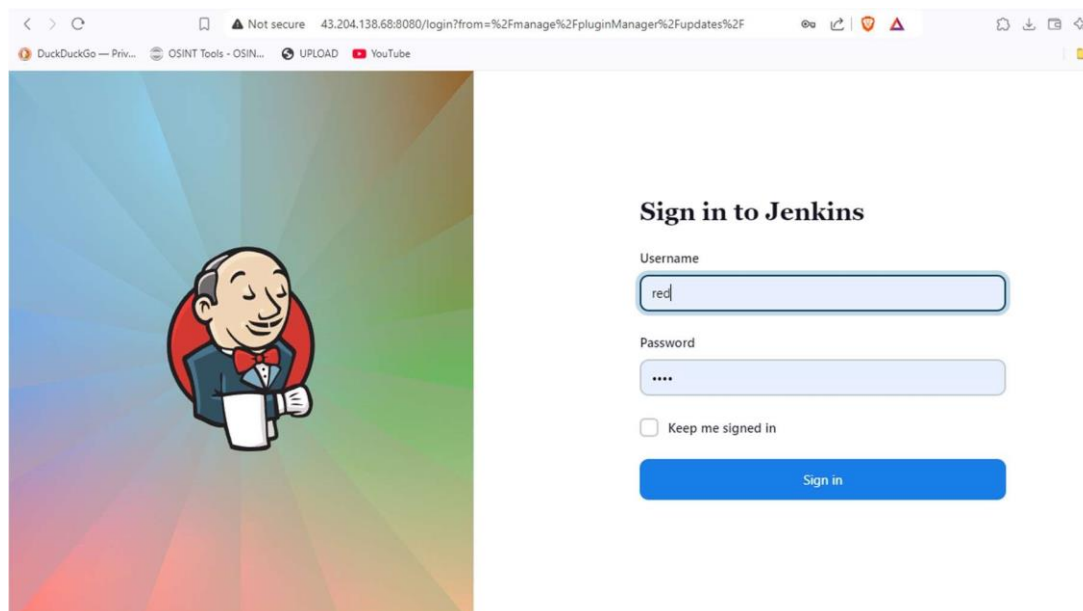 Not secure 43.204.138.68:8080/login?from=%2Fmanage%2FpluginManager%2Fupdates%2F
DuckDuckGo — Priv... OSINT Tools - OSIN... UPLOAD YouTube
Sign in to Jenkins
Username
red
Password
••••
Keep me signed in
Sign in